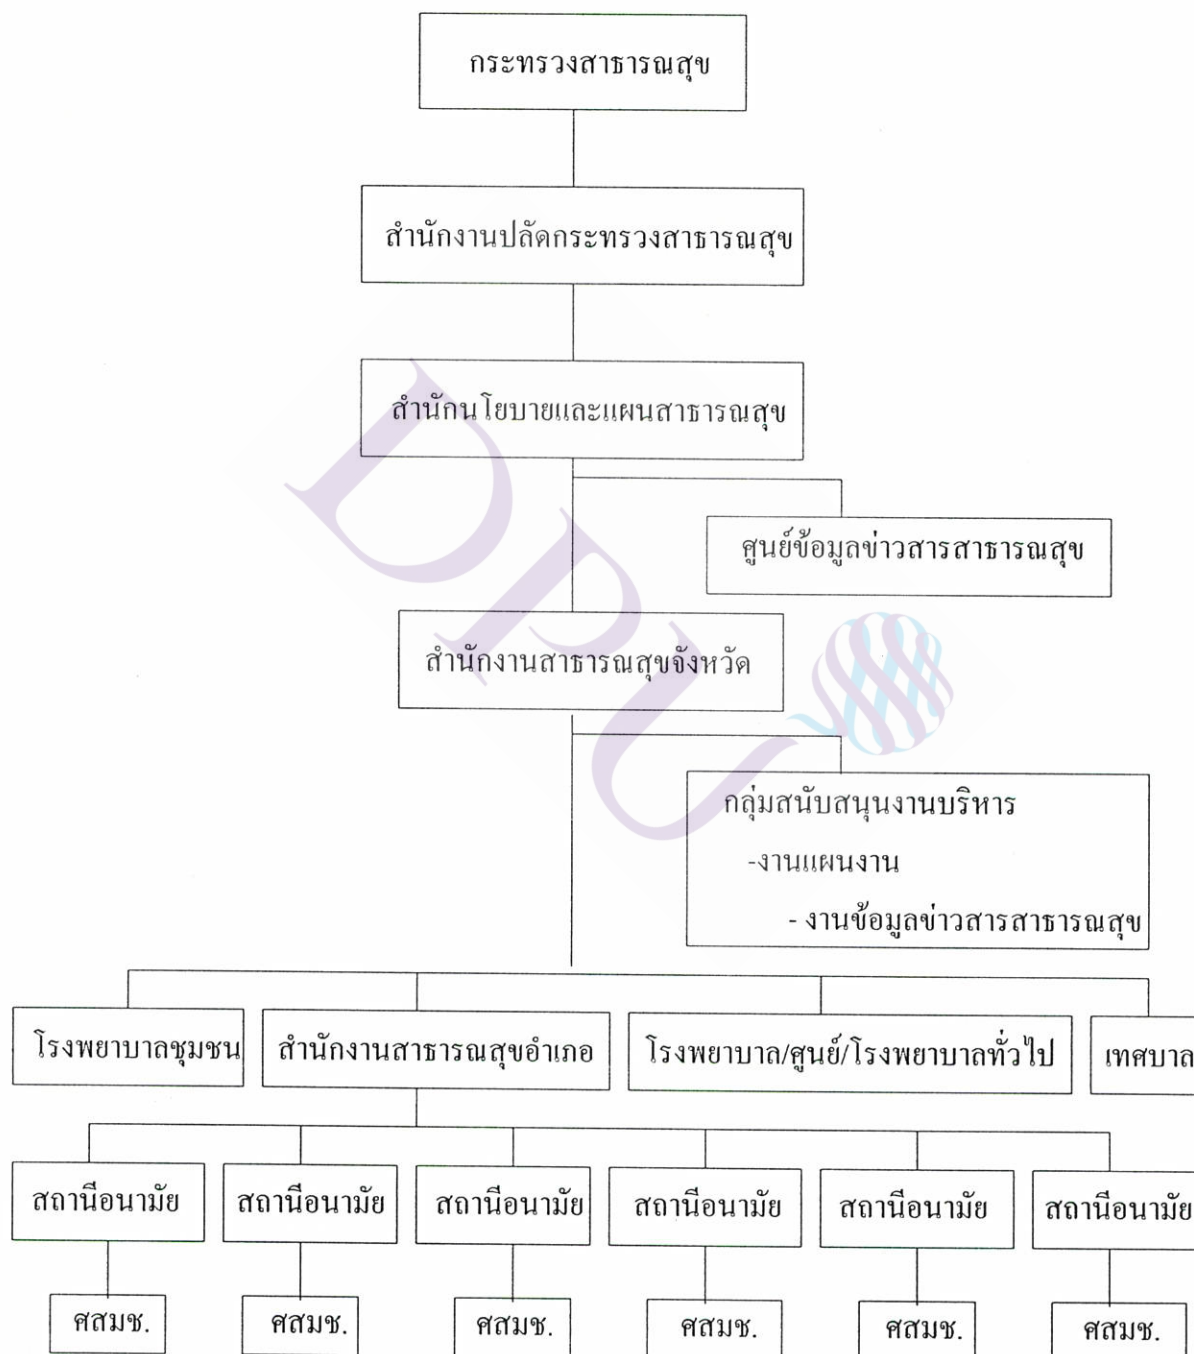 กระทรวงสาธารณสุข
สำนักงานปลัดกระทรวงสาธารณสุข
สำนักนโยบายและแผนสาธารณสุข
ศูนย์ข้อมูลข่าวสารสาธารณสุข
สำนักงานสาธารณสุขจังหวัด
DPU
กลุ่มสนับสนุนงานบริหาร
-งานแผนงาน
- งานข้อมูลข่าวสารสาธารณสุข
โรงพยาบาลชุมชน สำนักงานสาธารณสุขอำเภอ โรงพยาบาล/ศูนย์/โรงพยาบาลทั่วไป เทศบาล
สถานีอนามัย สถานีอนามัย สถานีอนามัย สถานีอนามัย สถานีอนามัย สถานีอนามัย
ศสมช. ศสมช. ศสมช. ศสมช. ศสมช. ศสมช.